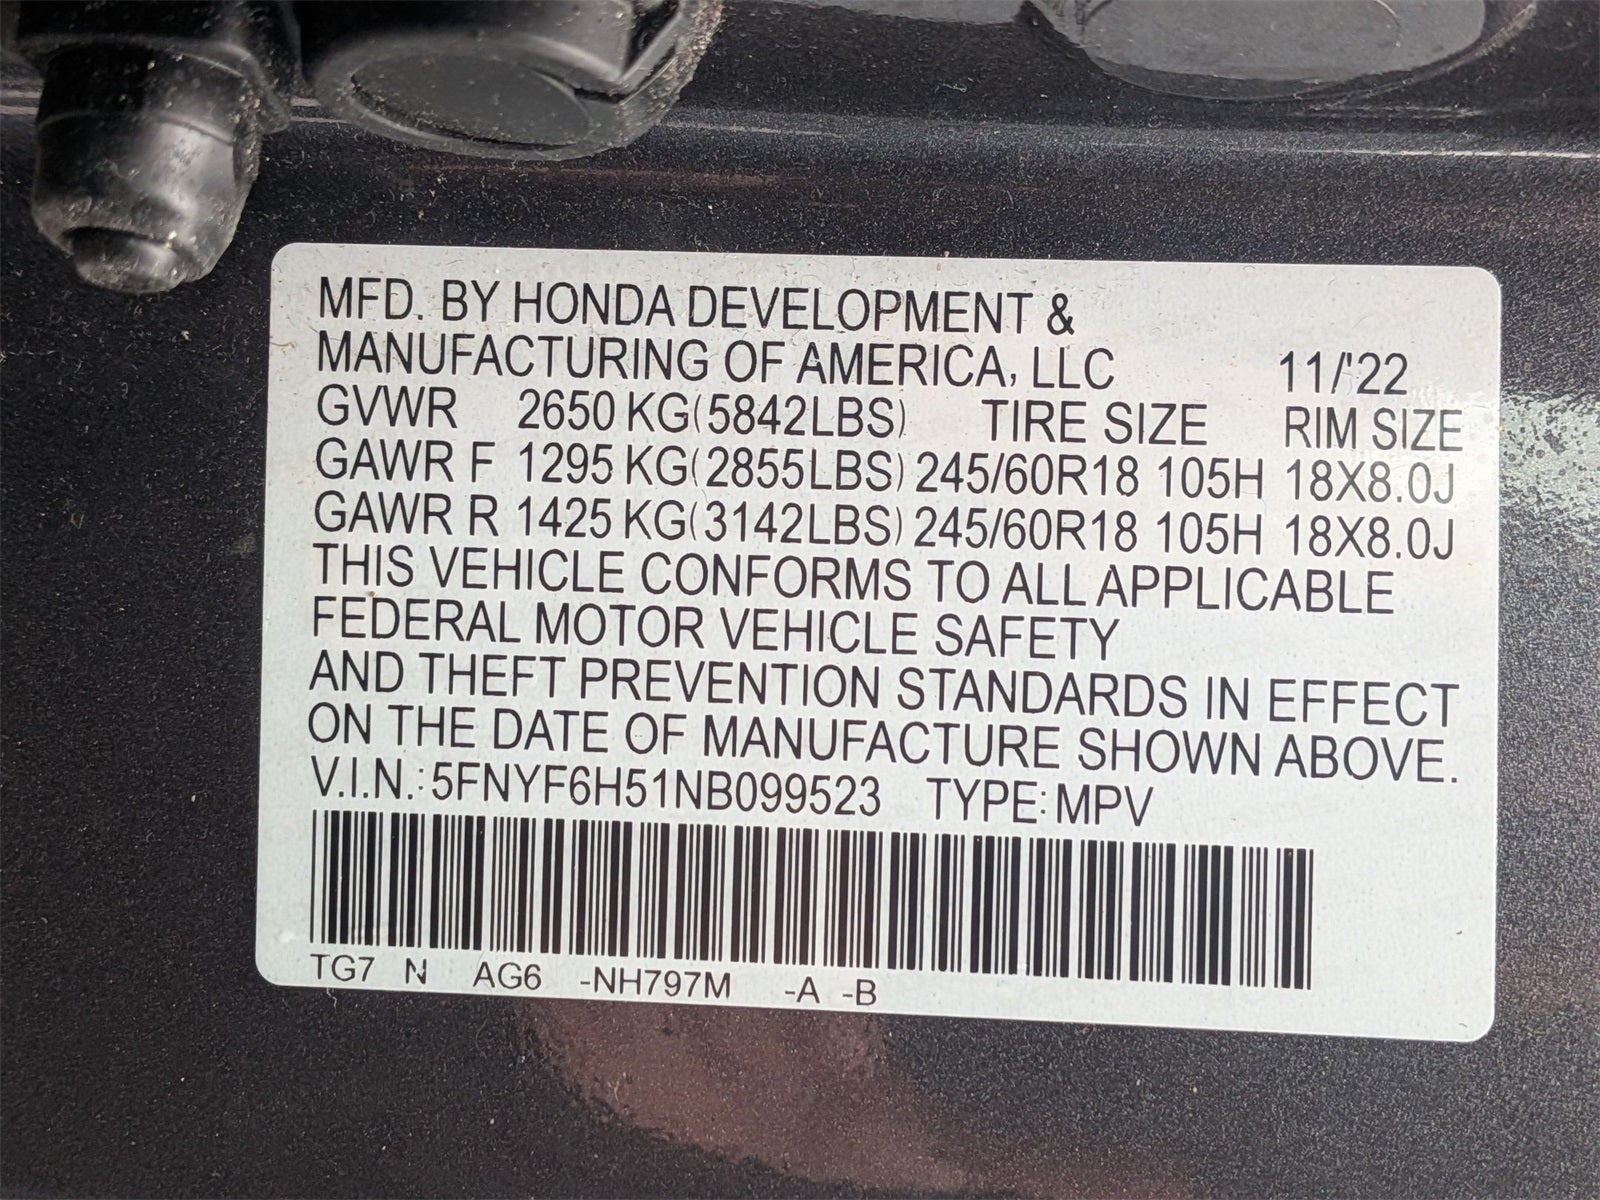 MFD. BY HONDA DEVELOPMENT &
MANUFACTURING OF AMERICA, LLC 11/'22
GVWR 2650 KG(5842LBS) TIRE SIZE RIM SIZE
GAWR F 1295 KG(2855LBS) 245/60R18 105H 18X8.0J
GAWR R 1425 KG(3142LBS) 245/60R18 105H 18X8.0J
THIS VEHICLE CONFORMS TO ALL APPLICABLE
FEDERAL MOTOR VEHICLE SAFETY
AND THEFT PREVENTION STANDARDS IN EFFECT
ON THE DATE OF MANUFACTURE SHOWN ABOVE.
V.I.N.: 5FNYF6H51NB099523 TYPE: MPV
TG7 N AG6 -NH797M -A -B